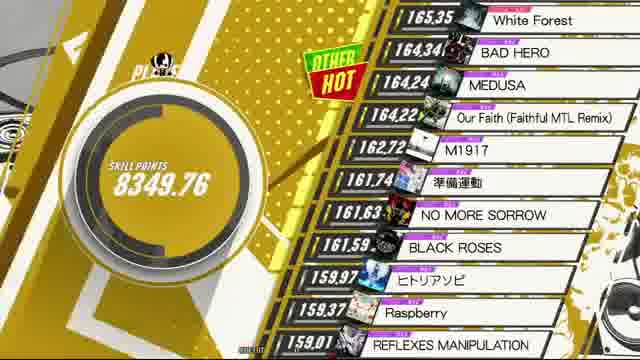 SKILL POINTS
8349.76
OTHER
HOT
165,35 White Forest
164,34 BAD HERO
164,24 MEDUSA
164,22 Our Faith (Faithful MTL Remix)
162,72 M1917
161,74 準備運動
161,63 NO MORE SORROW
161,59 BLACK ROSES
159,97 ヒトリアソビ
159,37 Raspberry
159,01 REFLEXES MANIPULATION